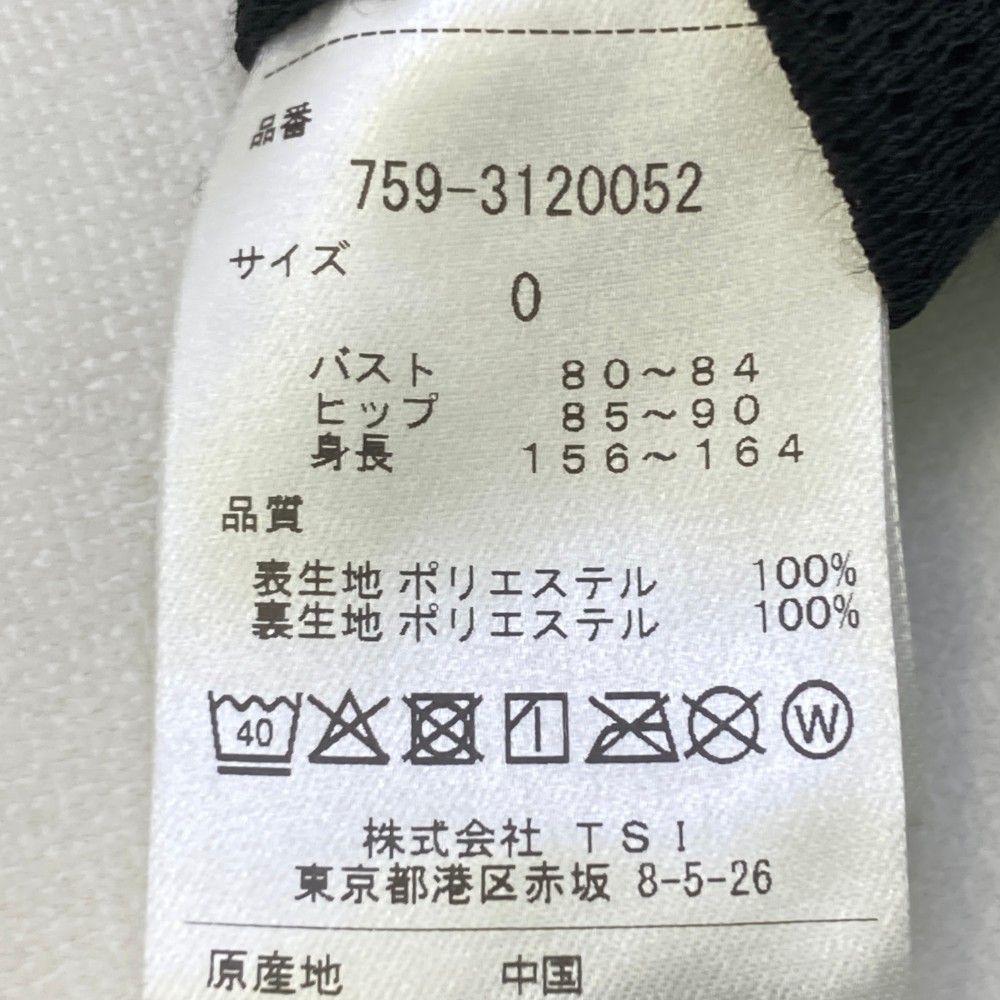 品番
759-3120052
サイズ
0
バスト 80~84
ヒップ 85~90
身長 156~164
品質
表生地 ポリエステル 100%
裏生地 ポリエステル 100%
40 W
株式会社 TSI
東京都港区赤坂 8-5-26
原産地 中国